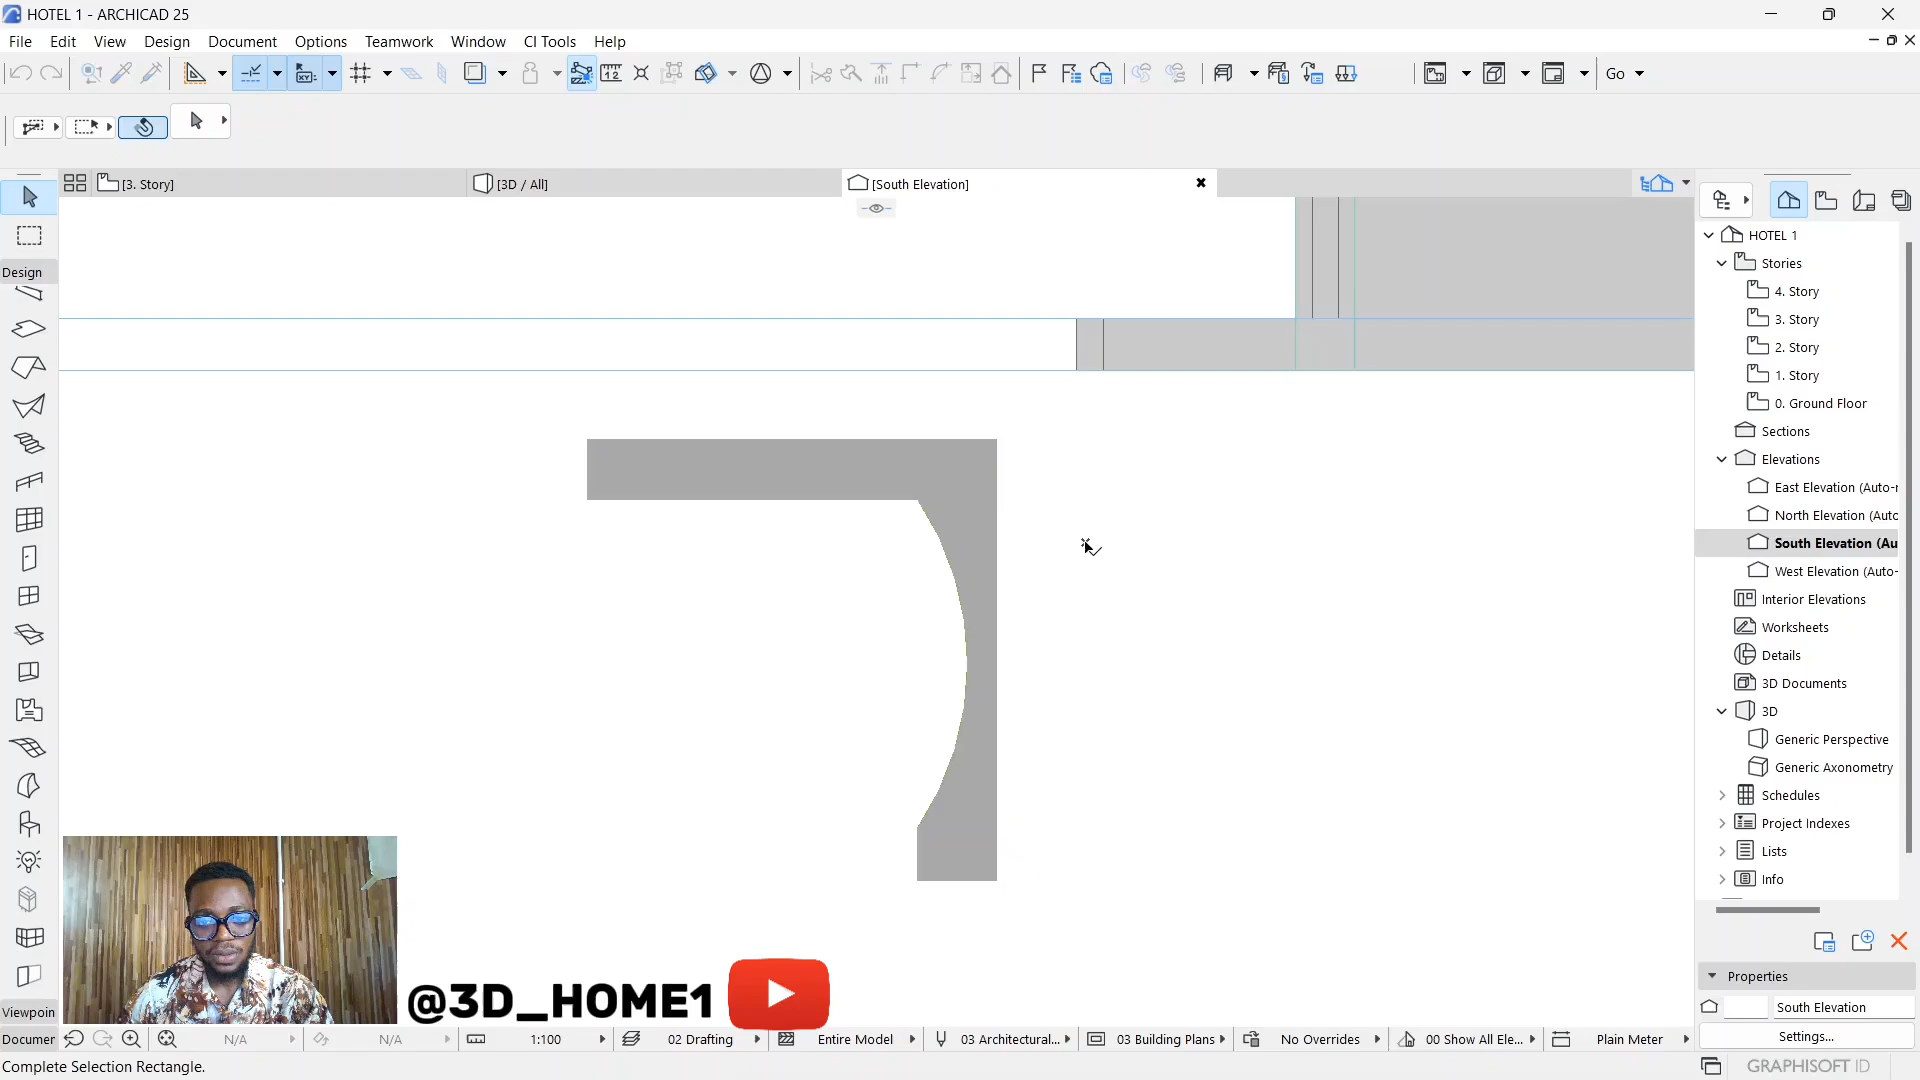 HOTEL 1 - ARCHICAD 25
File Edit View Design Document Options Teamwork Window CI Tools Help
Go
[3. Story] [3D / All] [South Elevation]
Design
HOTEL 1
Stories
4. Story
3. Story
2. Story
1. Story
0. Ground Floor
Sections
Elevations
East Elevation (Auto-r
North Elevation (Auto
South Elevation (Au
West Elevation (Auto-
Interior Elevations
Worksheets
Details
3D Documents
3D
Generic Perspective
Generic Axonometry
Schedules
Project Indexes
Lists
Info
Properties
South Elevation
Settings...
@3D_HOME1
Viewpoin
Documer N/A N/A 1:100 02 Drafting Entire Model 03 Architectural... 03 Building Plans No Overrides 00 Show All Ele... Plain Meter
Complete Selection Rectangle. GRAPHISOFT ID